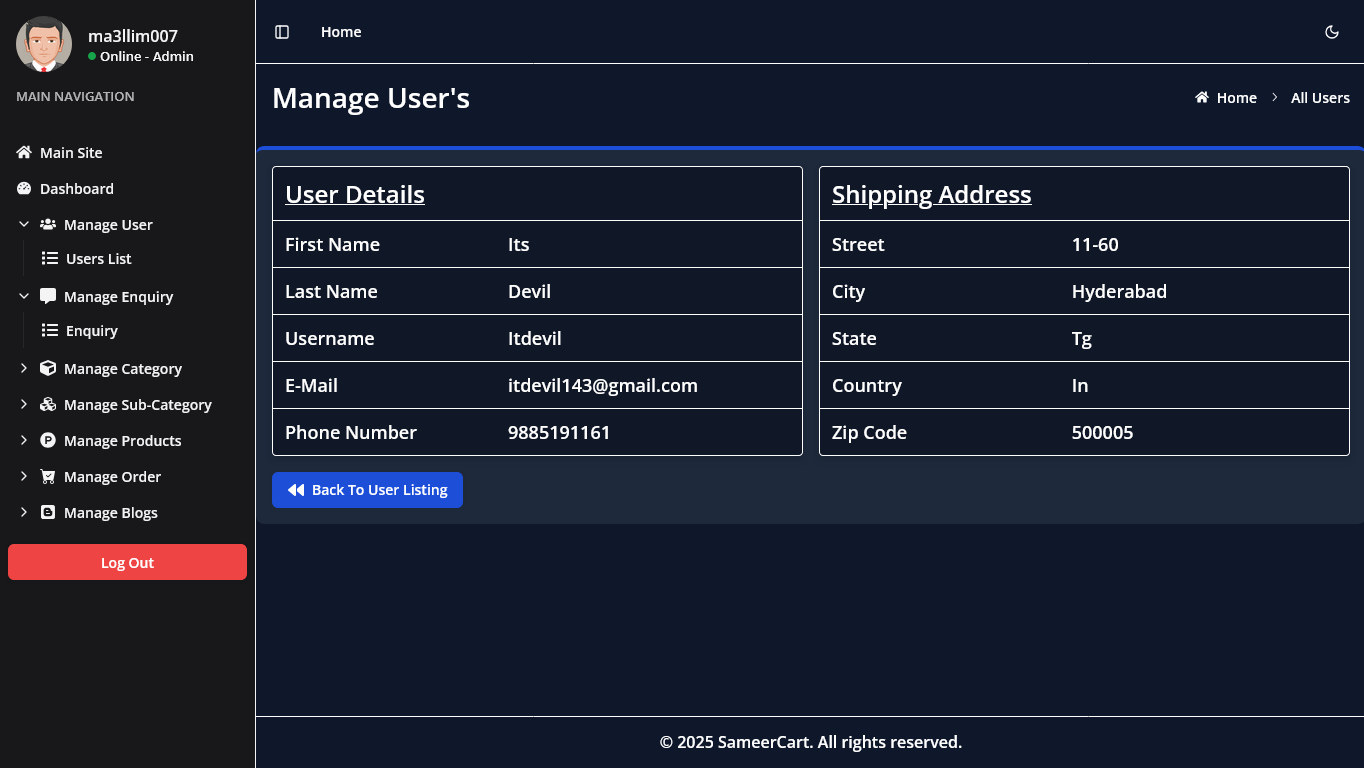 ma3llim007
Online - Admin
MAIN NAVIGATION
Main Site
Dashboard
Manage User
Users List
Manage Enquiry
Enquiry
Manage Category
Manage Sub-Category
Manage Products
Manage Order
Manage Blogs
Log Out
Home
Manage User's
Home > All Users
User Details
First Name Its
Last Name Devil
Username Itdevil
E-Mail itdevil143@gmail.com
Phone Number 9885191161
Shipping Address
Street 11-60
City Hyderabad
State Tg
Country In
Zip Code 500005
Back To User Listing
© 2025 SameerCart. All rights reserved.